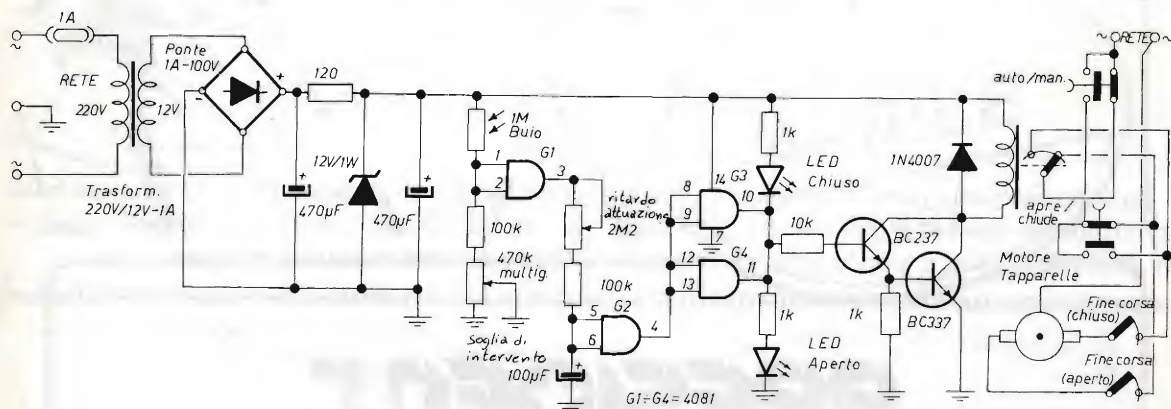 1A
~
~
RETE
220V
12V
Trasform.
220V/12V-1A
Ponte
1A-100V
-
+
120
+
470µF
12V/1W
470µF
+
1M
Buio
1
2
G1
3
100k
470k
multig.
soglia di
intervento
ritardo
attuazione
2M2
100k
5
6
G2
4
+
100µF
8
9
14
G3
10
7
12
13
G4
11
G1÷G4=4081
1k
LED
Chiuso
10k
1k
LED
Aperto
BC237
1k
BC337
1N4007
~
RETE
~
auto/man.
apre/
chiude
Motore
Tapparelle
Fine corsa
(chiuso)
Fine corsa
(aperto)